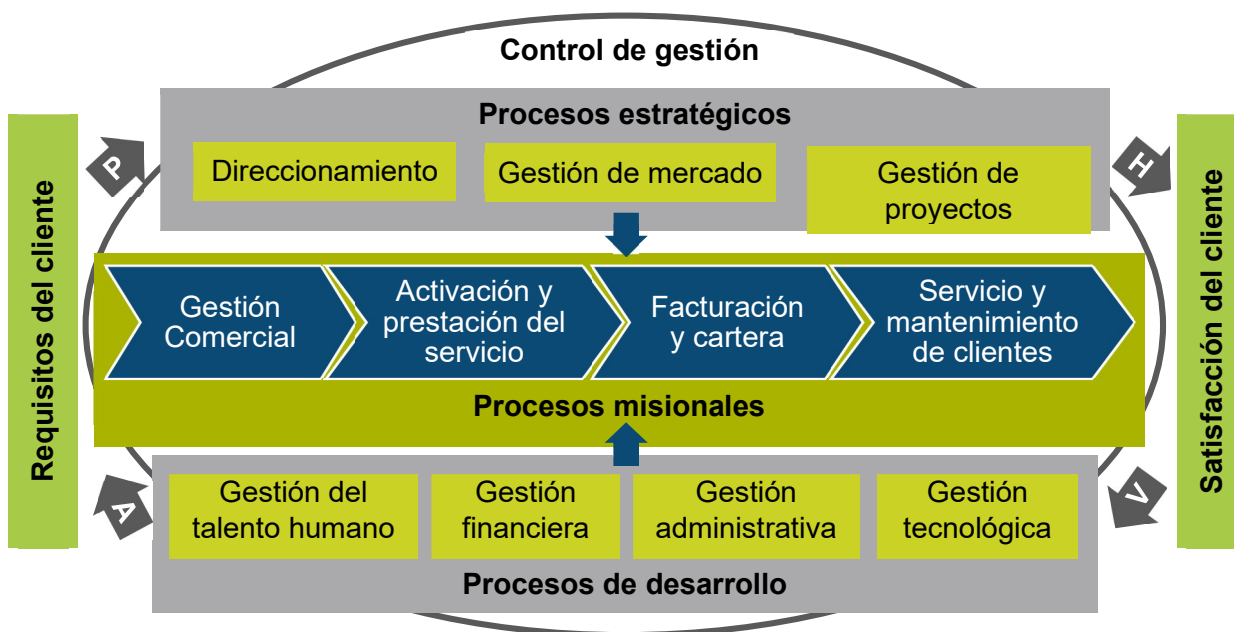 Control de gestión
Procesos estratégicos
Direccionamiento
Gestión de mercado
Gestión de
proyectos
P
H
Requisitos del cliente
Satisfacción del cliente
Gestión
Comercial
Activación y
prestación del
servicio
Facturación
y cartera
Servicio y
mantenimiento
de clientes
Procesos misionales
A
V
Gestión del
talento humano
Gestión
financiera
Gestión
administrativa
Gestión
tecnológica
Procesos de desarrollo